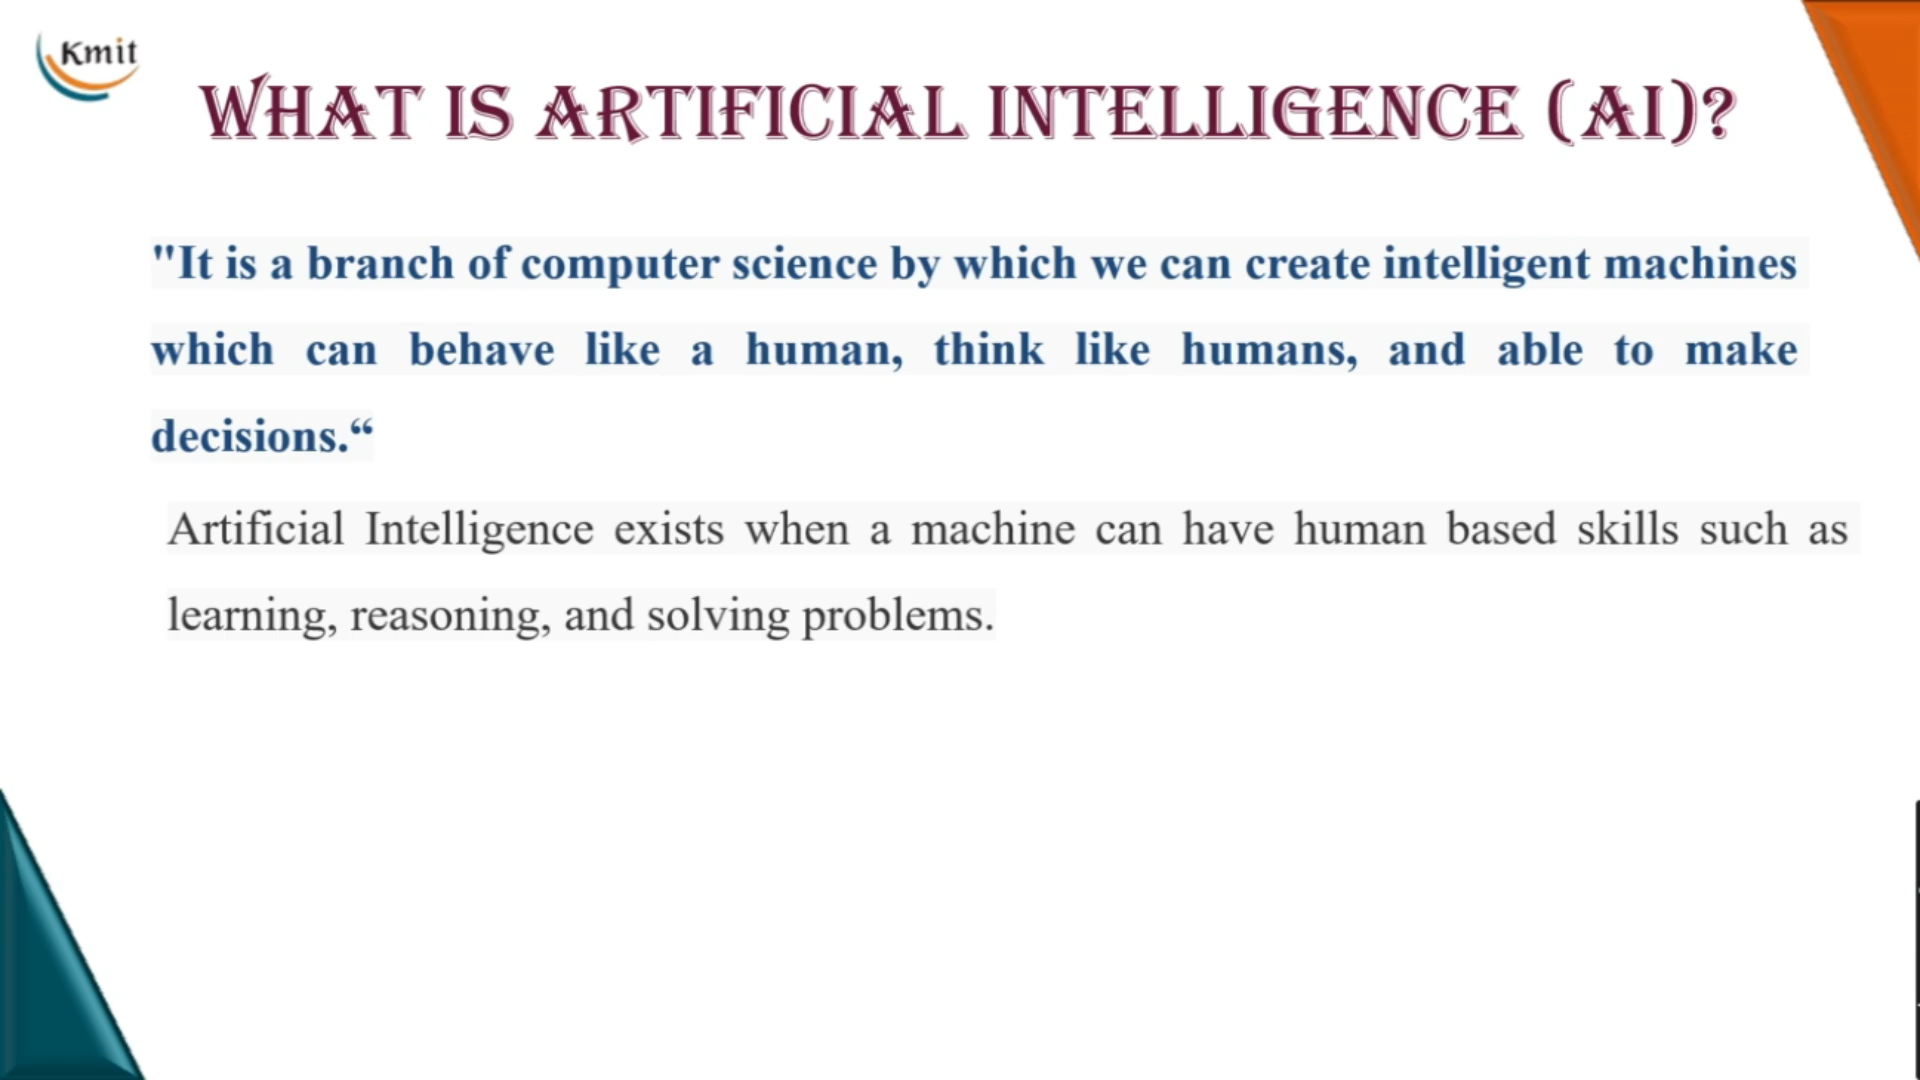 Kmit
WHAT IS ARTIFICIAL INTELLIGENCE (AI)?
"It is a branch of computer science by which we can create intelligent machines
which can behave like a human, think like humans, and able to make
decisions.“
Artificial Intelligence exists when a machine can have human based skills such as
learning, reasoning, and solving problems.